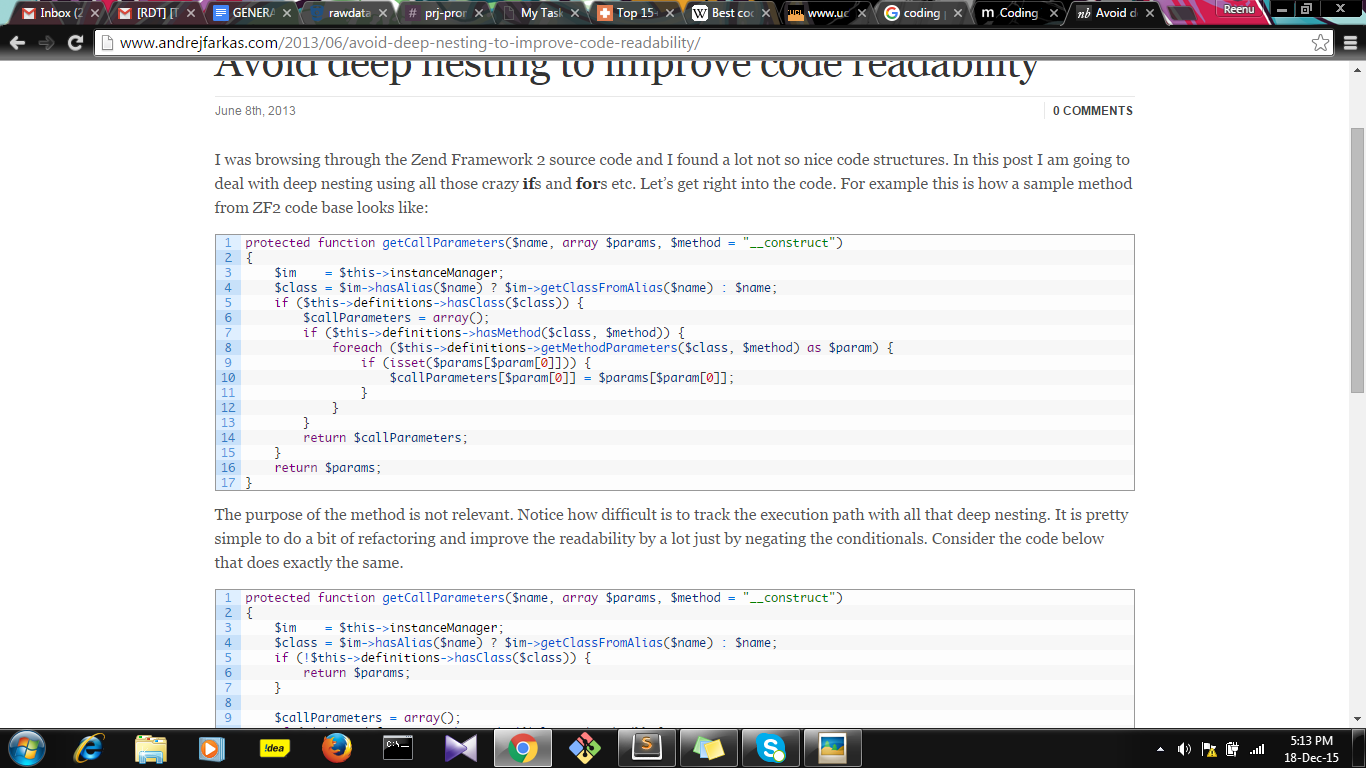 Inbox (2
[RDT] [T
GENERA
rawdata
prj-pror
My Task
Top 15
Best co
www.uc
coding
Coding
Avoid d
Reenu
www.andrejfarkas.com/2013/06/avoid-deep-nesting-to-improve-code-readability/
Avoid deep nesting to improve code readability
June 8th, 2013
0 COMMENTS
I was browsing through the Zend Framework 2 source code and I found a lot not so nice code structures. In this post I am going to
deal with deep nesting using all those crazy ifs and fors etc. Let's get right into the code. For example this is how a sample method
from ZF2 code base looks like:
1 protected function getCallParameters($name, array $params, $method = "__construct")
2 {
3     $im    = $this->instanceManager;
4     $class = $im->hasAlias($name) ? $im->getClassFromAlias($name) : $name;
5     if ($this->definitions->hasClass($class)) {
6         $callParameters = array();
7         if ($this->definitions->hasMethod($class, $method)) {
8             foreach ($this->definitions->getMethodParameters($class, $method) as $param) {
9                 if (isset($params[$param[0]])) {
10                     $callParameters[$param[0]] = $params[$param[0]];
11                 }
12             }
13         }
14         return $callParameters;
15     }
16     return $params;
17 }
The purpose of the method is not relevant. Notice how difficult is to track the execution path with all that deep nesting. It is pretty
simple to do a bit of refactoring and improve the readability by a lot just by negating the conditionals. Consider the code below
that does exactly the same.
1 protected function getCallParameters($name, array $params, $method = "__construct")
2 {
3     $im    = $this->instanceManager;
4     $class = $im->hasAlias($name) ? $im->getClassFromAlias($name) : $name;
5     if (!$this->definitions->hasClass($class)) {
6         return $params;
7     }
8
9     $callParameters = array();
!dea
C:\_
5:13 PM
18-Dec-15